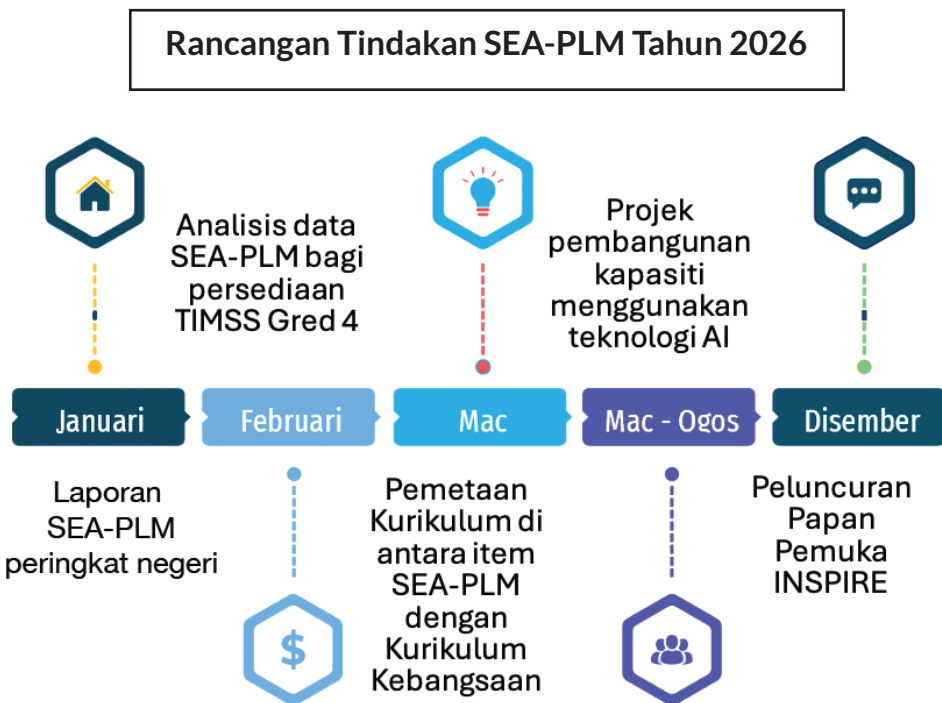 Rancangan Tindakan SEA-PLM Tahun 2026
Analisis data
SEA-PLM bagi
persediaan
TIMSS Gred 4
Projek
pembangunan
kapasiti
menggunakan
teknologi AI
Januari
Februari
Mac
Mac - Ogos
Disember
Laporan
SEA-PLM
peringkat negeri
$
Pemetaan
Kurikulum di
antara item
SEA-PLM
dengan
Kurikulum
Kebangsaan
Peluncuran
Papan
Pemuka
INSPIRE